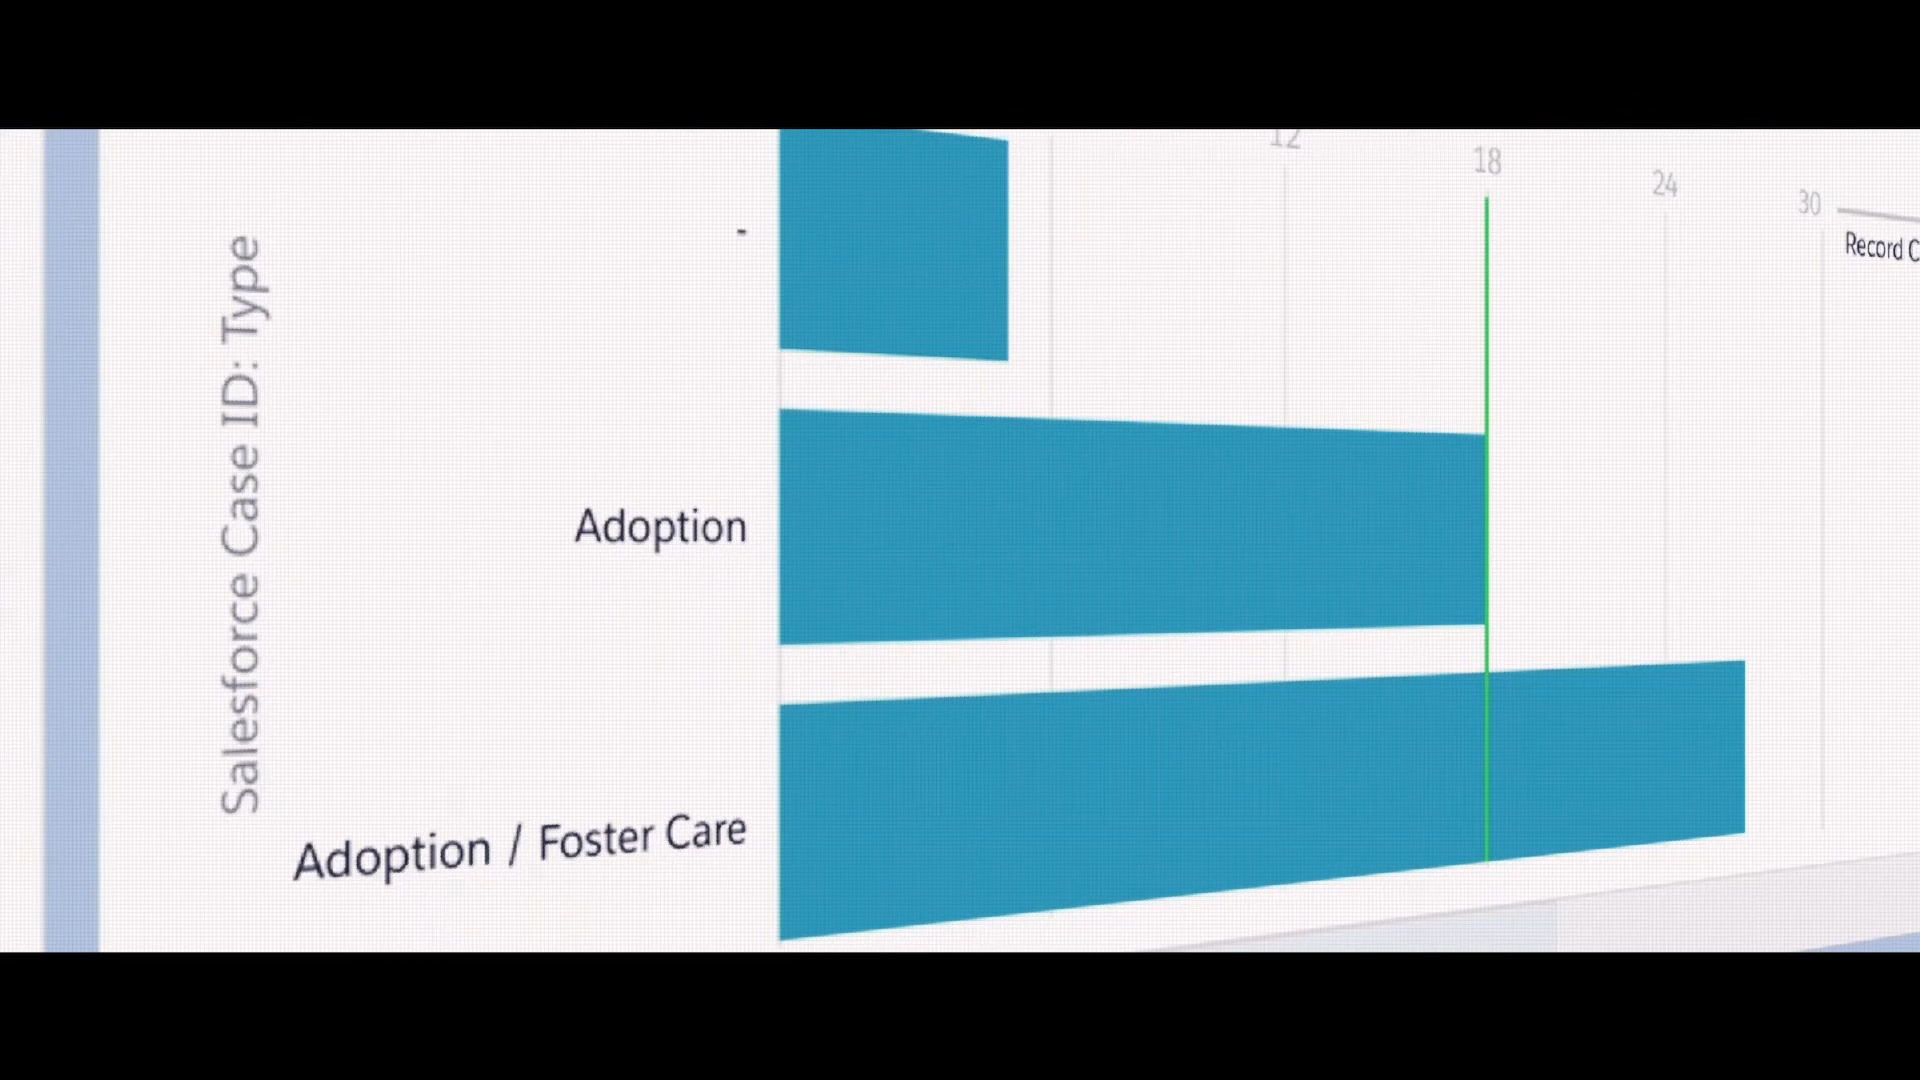 12
18
24
30
Record C
-
Salesforce Case ID: Type
Adoption
Adoption / Foster Care